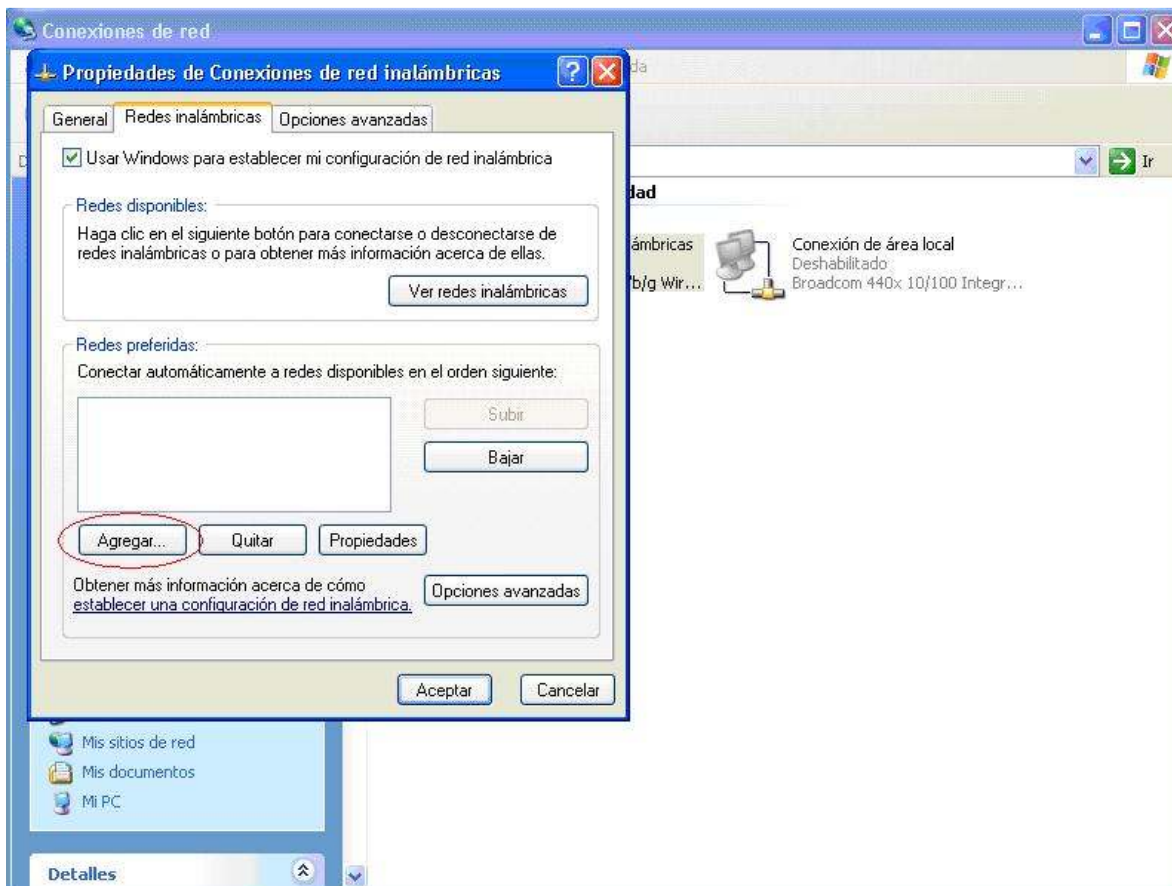 Conexiones de red
Propiedades de Conexiones de red inalámbricas
da
General Redes inalámbricas Opciones avanzadas
Usar Windows para establecer mi configuración de red inalámbrica
Ir
Redes disponibles:
Haga clic en el siguiente botón para conectarse o desconectarse de
redes inalámbricas o para obtener más información acerca de ellas.
Ver redes inalámbricas
Redes preferidas:
Conectar automáticamente a redes disponibles en el orden siguiente:
Subir
Bajar
Agregar... Quitar Propiedades
Obtener más información acerca de cómo
establecer una configuración de red inalámbrica.
Opciones avanzadas
Aceptar Cancelar
dad
ámbricas
/b/g Wir...
Conexión de área local
Deshabilitado
Broadcom 440x 10/100 Integr...
Mis sitios de red
Mis documentos
Mi PC
Detalles